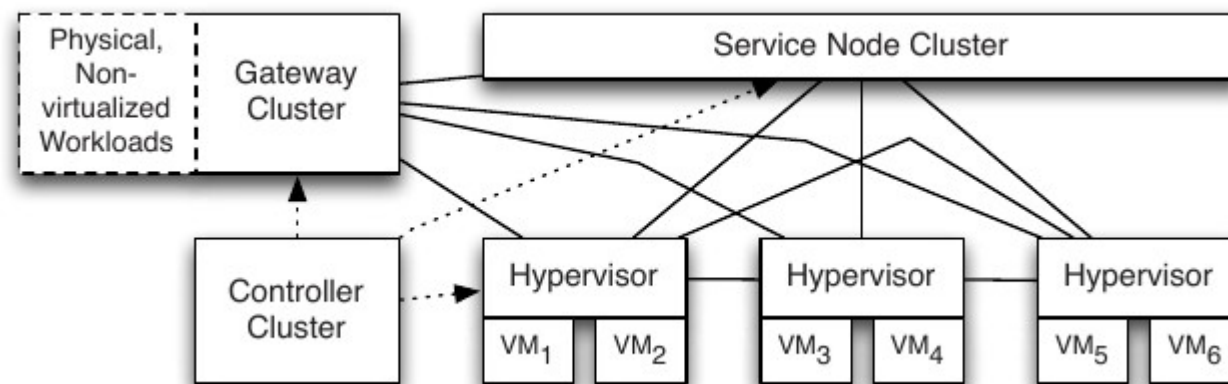 Physical,
Non-
virtualized
Workloads
Gateway
Cluster
Service Node Cluster
Controller
Cluster
Hypervisor
Hypervisor
Hypervisor
VM1
VM2
VM3
VM4
VM5
VM6